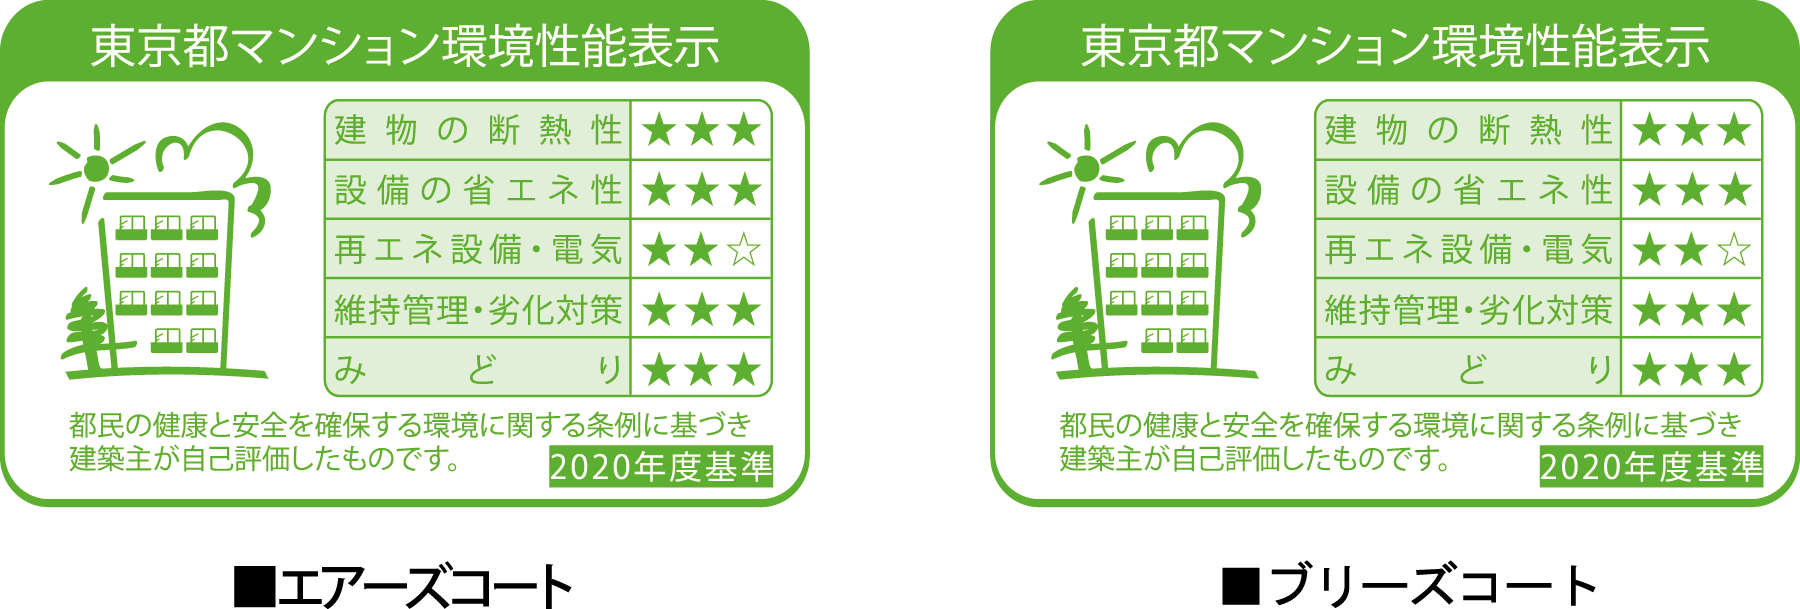 東京都マンション環境性能表示
建物の断熱性 ★★★
設備の省エネ性 ★★★
再エネ設備・電気 ★★☆
維持管理・劣化対策 ★★★
みどり ★★★
都民の健康と安全を確保する環境に関する条例に基づき
建築主が自己評価したものです。
2020年度基準
■エアーズコート
東京都マンション環境性能表示
建物の断熱性 ★★★
設備の省エネ性 ★★★
再エネ設備・電気 ★★☆
維持管理・劣化対策 ★★★
みどり ★★★
都民の健康と安全を確保する環境に関する条例に基づき
建築主が自己評価したものです。
2020年度基準
■ブリーズコート